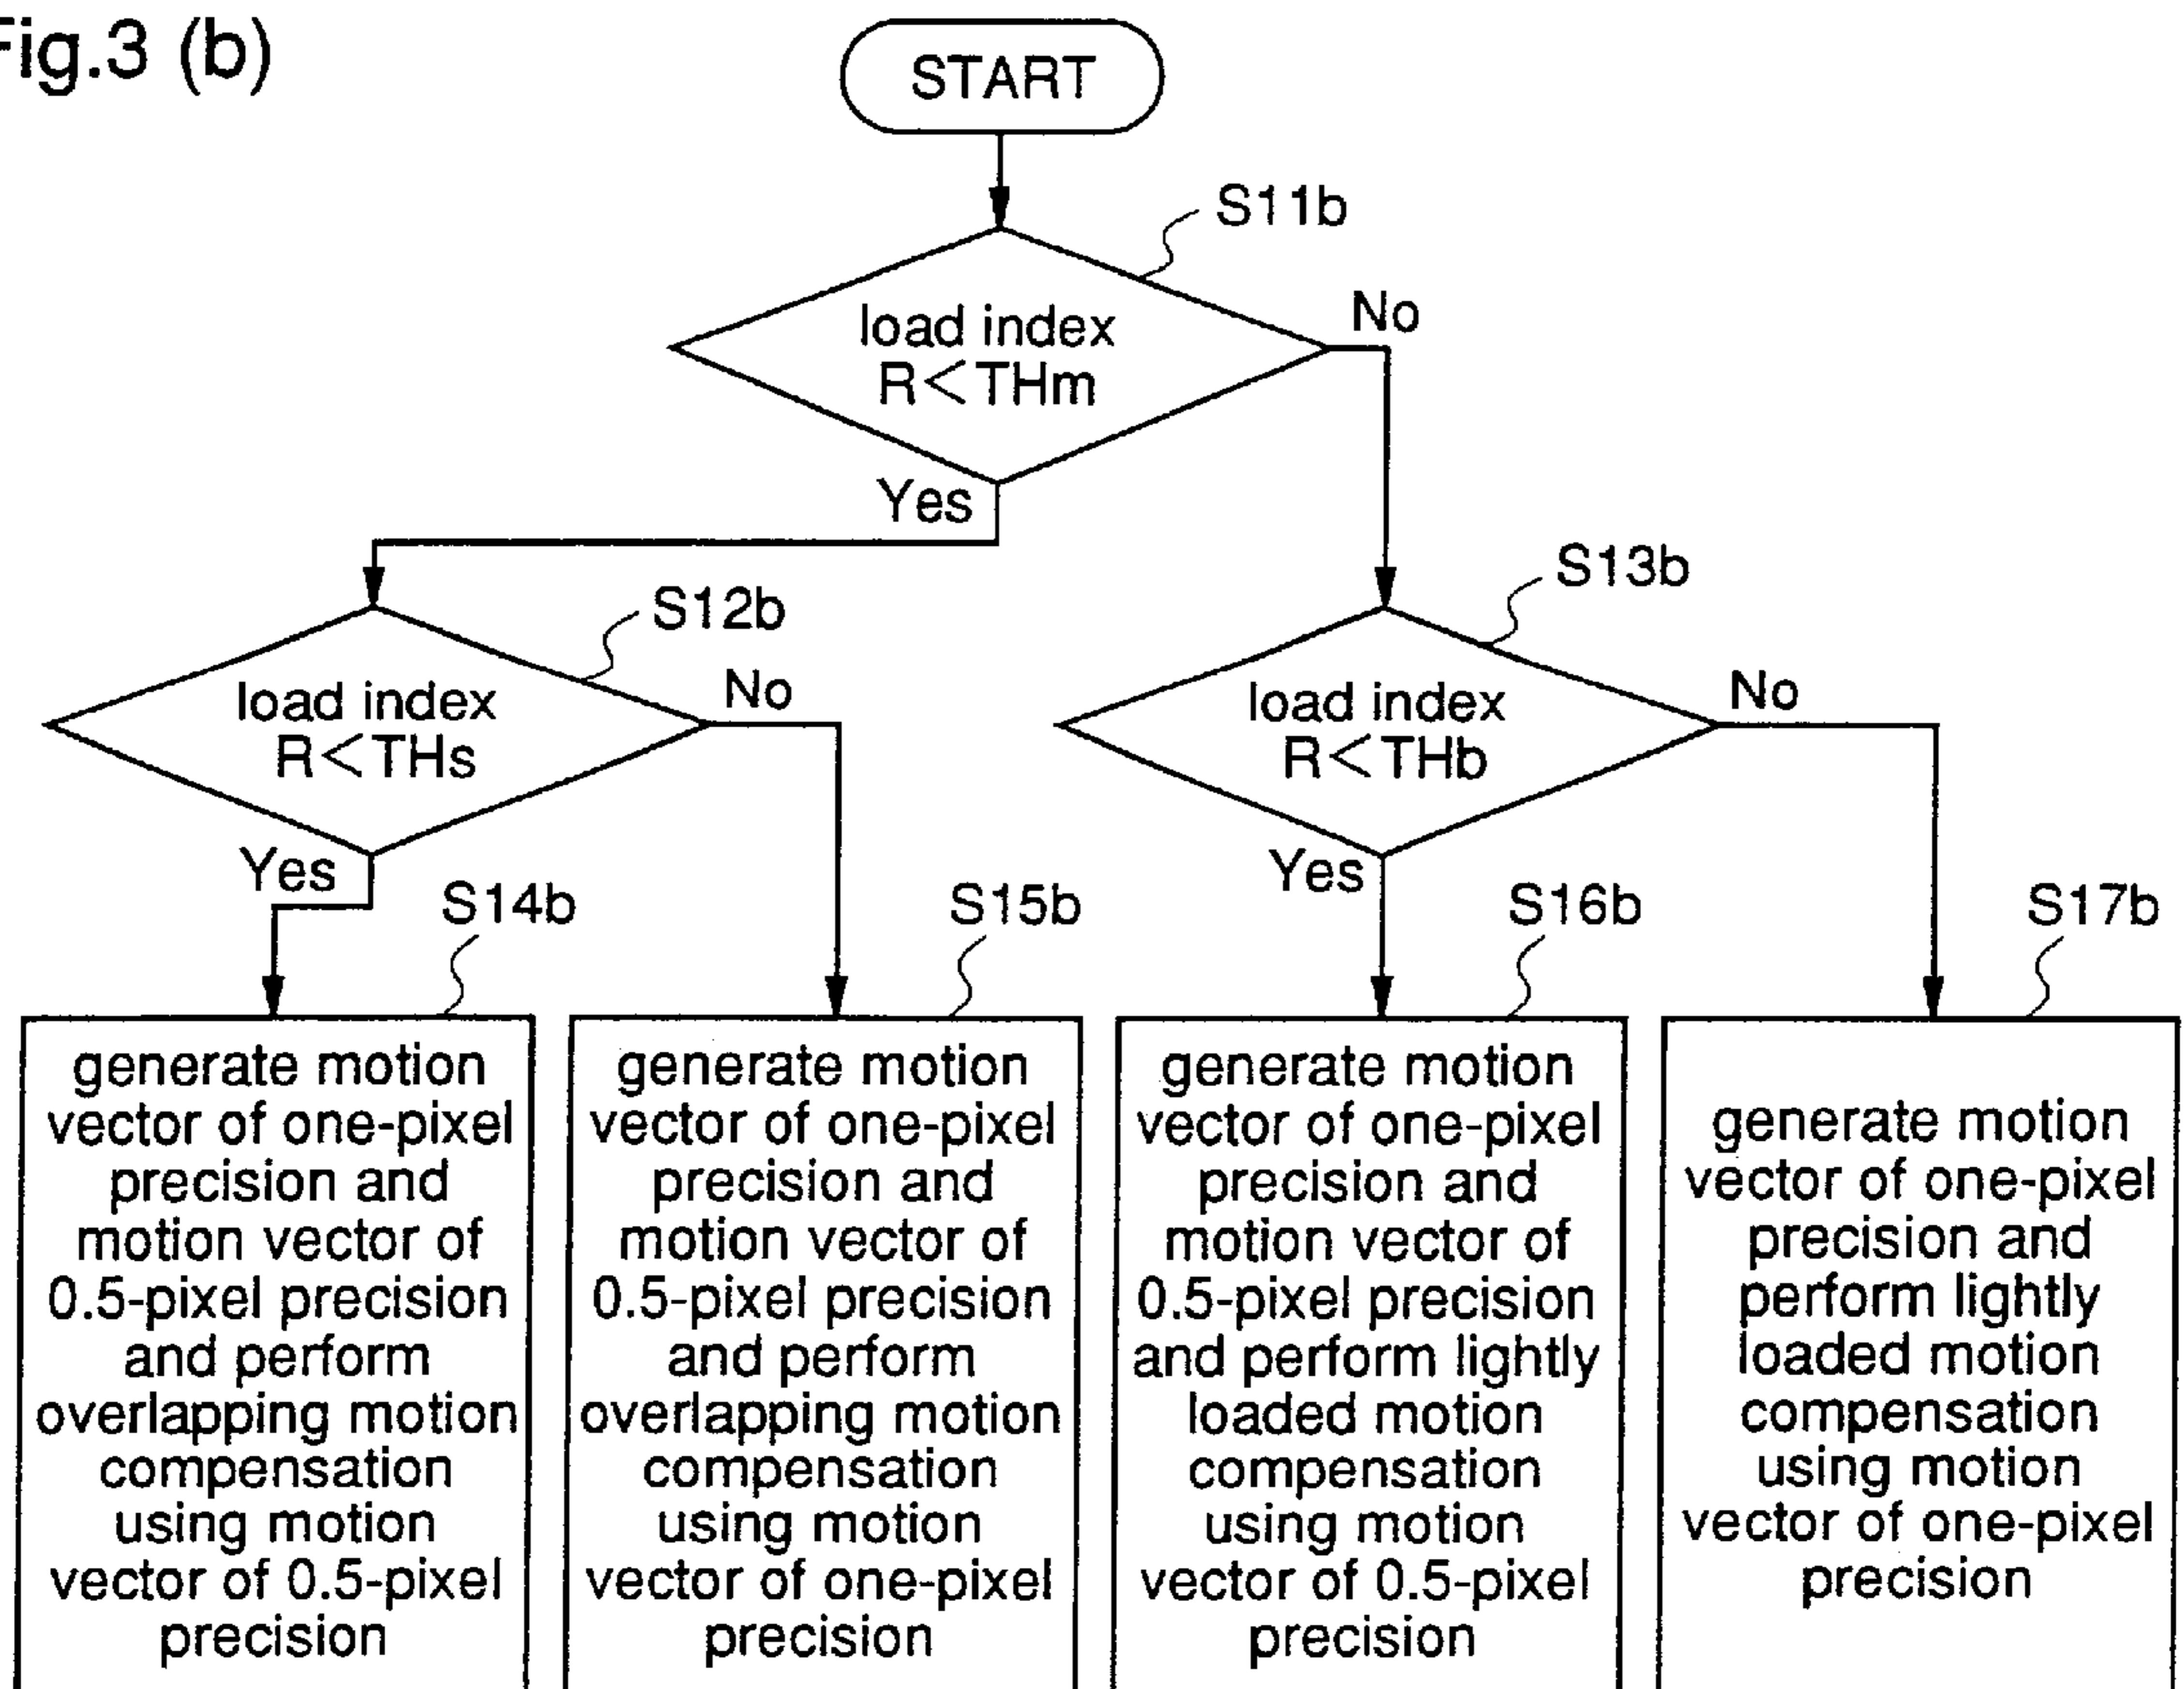 Fig.3 (b)
START
S11b
load index
R<THm
No
Yes
S12b
load index
R<THs
No
Yes
S13b
load index
R<THb
No
Yes
S14b
generate motion
vector of one-pixel
precision and
motion vector of
0.5-pixel precision
and perform
overlapping motion
compensation
using motion
vector of 0.5-pixel
precision
S15b
generate motion
vector of one-pixel
precision and
motion vector of
0.5-pixel precision
and perform
overlapping motion
compensation
using motion
vector of one-pixel
precision
S16b
generate motion
vector of one-pixel
precision and
motion vector of
0.5-pixel precision
and perform lightly
loaded motion
compensation
using motion
vector of 0.5-pixel
precision
S17b
generate motion
vector of one-pixel
precision and
perform lightly
loaded motion
compensation
using motion
vector of one-pixel
precision